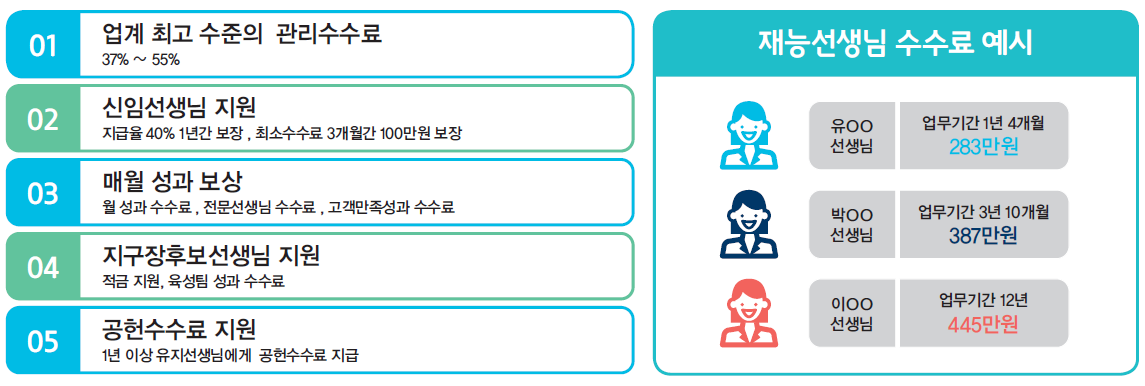 01
업계 최고 수준의 관리수수료
37% ~ 55%
02
신임선생님 지원
지급율 40% 1년간 보장 , 최소수수료 3개월간 100만원 보장
03
매월 성과 보상
월 성과 수수료 , 전문선생님 수수료 , 고객만족성과 수수료
04
지구장후보선생님 지원
적금 지원, 육성팀 성과 수수료
05
공헌수수료 지원
1년 이상 유지선생님에게 공헌수수료 지급
재능선생님 수수료 예시
유OO
선생님
업무기간 1년 4개월
283만원
박OO
선생님
업무기간 3년 10개월
387만원
이OO
선생님
업무기간 12년
445만원